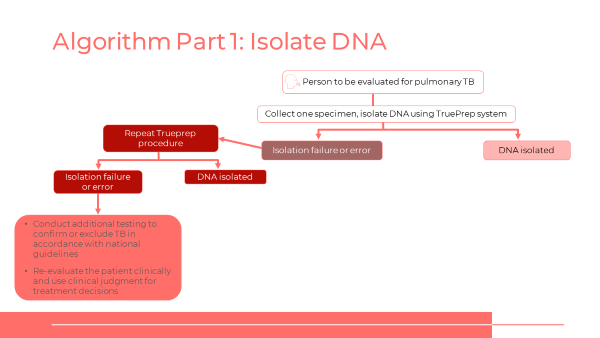 Algorithm Part 1: Isolate DNA
Person to be evaluated for pulmonary TB
Collect one specimen, isolate DNA using TruePrep system
Repeat Trueprep
procedure
Isolation failure or error
DNA isolated
Isolation failure
or error
DNA isolated
• Conduct additional testing to
confirm or exclude TB in
accordance with national
guidelines
• Re-evaluate the patient clinically
and use clinical judgment for
treatment decisions